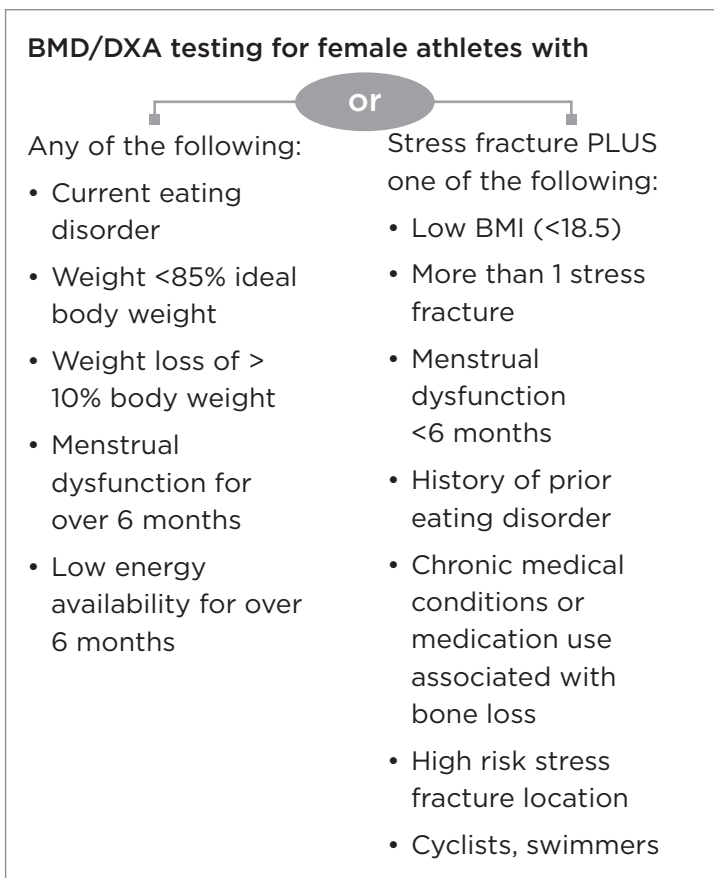 BMD/DXA testing for female athletes with
or
Any of the following:
• Current eating
disorder
• Weight <85% ideal
body weight
• Weight loss of >
10% body weight
• Menstrual
dysfunction for
over 6 months
• Low energy
availability for over
6 months
Stress fracture PLUS
one of the following:
• Low BMI (<18.5)
• More than 1 stress
fracture
• Menstrual
dysfunction
<6 months
• History of prior
eating disorder
• Chronic medical
conditions or
medication use
associated with
bone loss
• High risk stress
fracture location
• Cyclists, swimmers